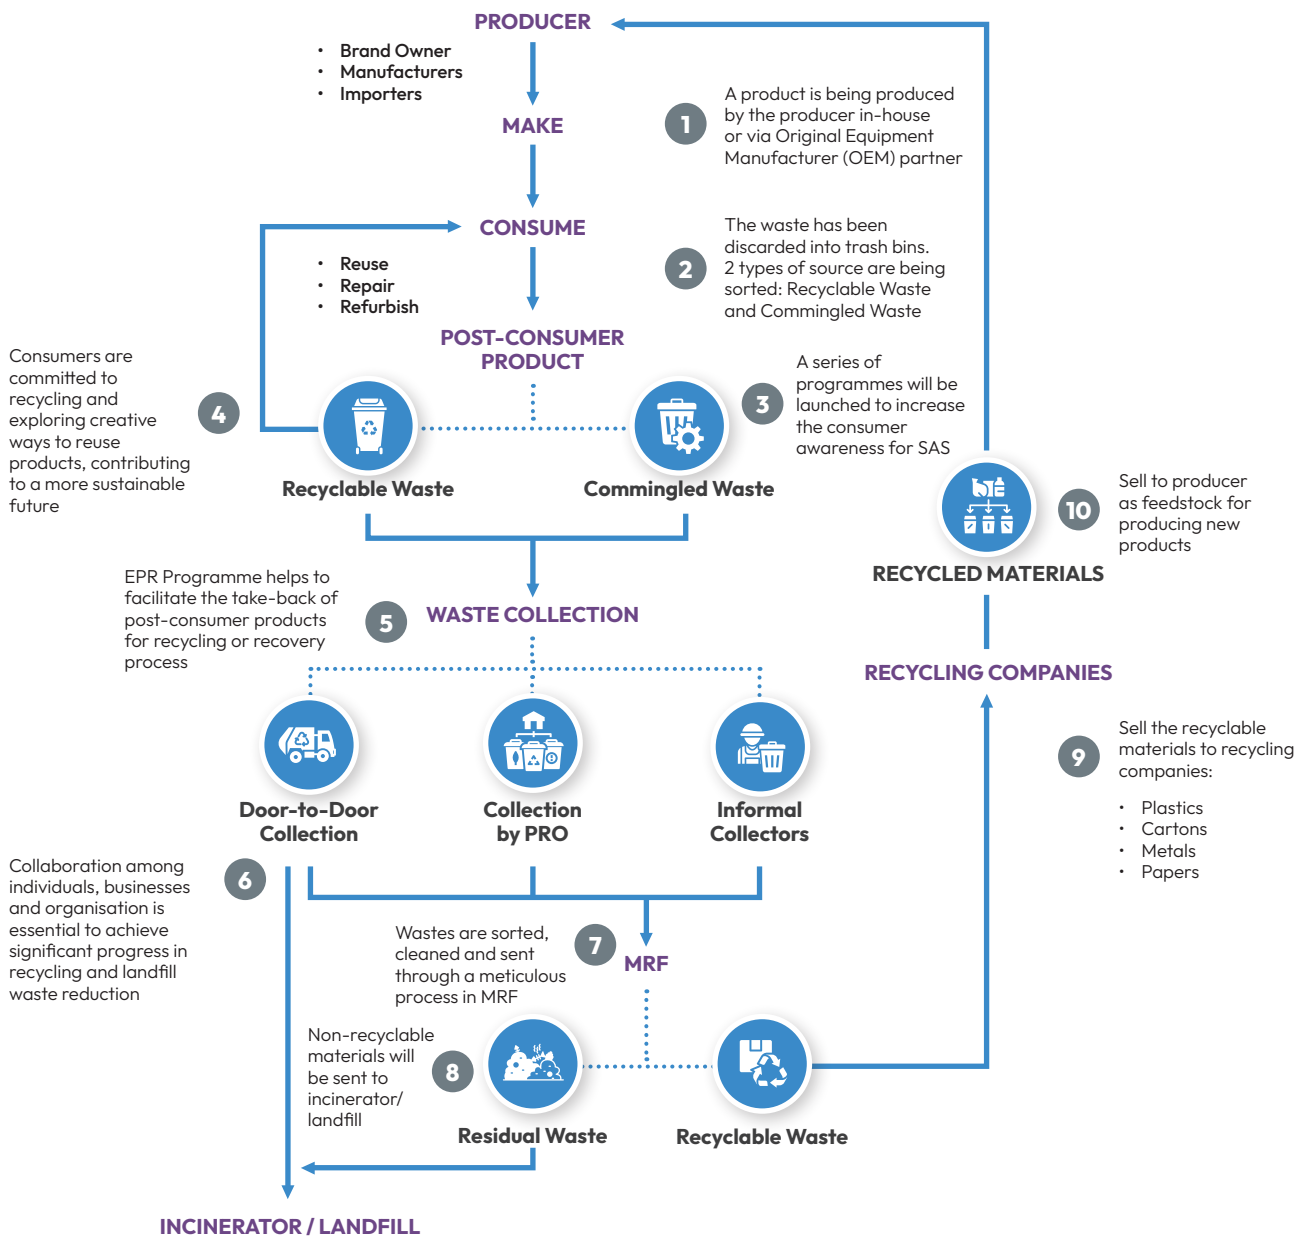 PRODUCER
• Brand Owner
• Manufacturers
• Importers
MAKE
1
A product is being produced
by the producer in-house
or via Original Equipment
Manufacturer (OEM) partner
CONSUME
• Reuse
• Repair
• Refurbish
2
The waste has been
discarded into trash bins.
2 types of source are being
sorted: Recyclable Waste
and Commingled Waste
POST-CONSUMER
PRODUCT
3
A series of
programmes will be
launched to increase
the consumer
awareness for SAS
Consumers are
committed to
recycling and
exploring creative
ways to reuse
products, contributing
to a more sustainable
future
4
Recyclable Waste
Commingled Waste
10
Sell to producer
as feedstock for
producing new
products
RECYCLED MATERIALS
EPR Programme helps to
facilitate the take-back of
post-consumer products
for recycling or recovery
process
5
WASTE COLLECTION
RECYCLING COMPANIES
9
Sell the recyclable
materials to recycling
companies:
• Plastics
• Cartons
• Metals
• Papers
Door-to-Door
Collection
Collection
by PRO
Informal
Collectors
Collaboration among
individuals, businesses
and organisation is
essential to achieve
significant progress in
recycling and landfill
waste reduction
6
Wastes are sorted,
cleaned and sent
through a meticulous
process in MRF
7
MRF
Non-recyclable
materials will
be sent to
incinerator/
landfill
8
Residual Waste
Recyclable Waste
INCINERATOR / LANDFILL